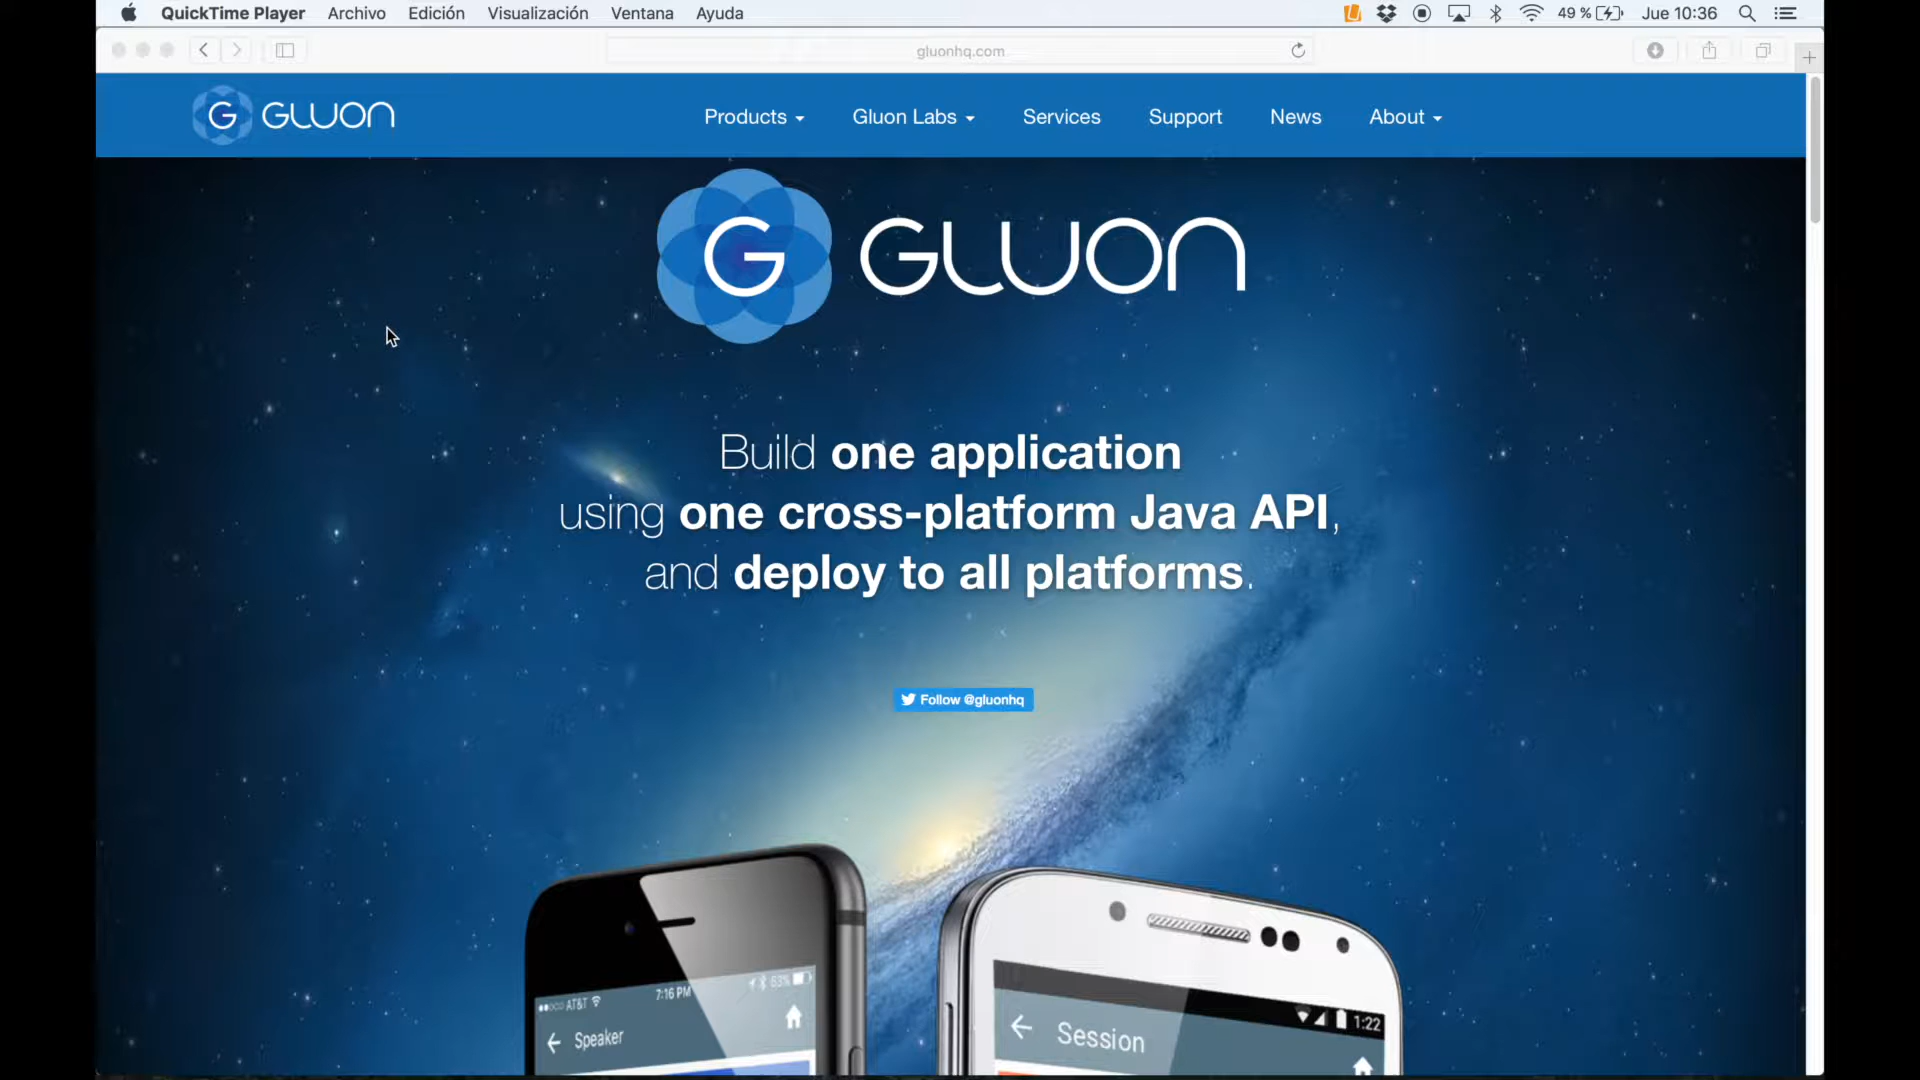 QuickTime Player Archivo Edición Visualización Ventana Ayuda 49 % Jue 10:36
gluonhq.com
G GLUON Products Gluon Labs Services Support News About
G GLUON
Build one application
using one cross-platform Java API,
and deploy to all platforms.
Follow @gluonhq
AT&T 7:16 PM 63%
Speaker
1:22
Session